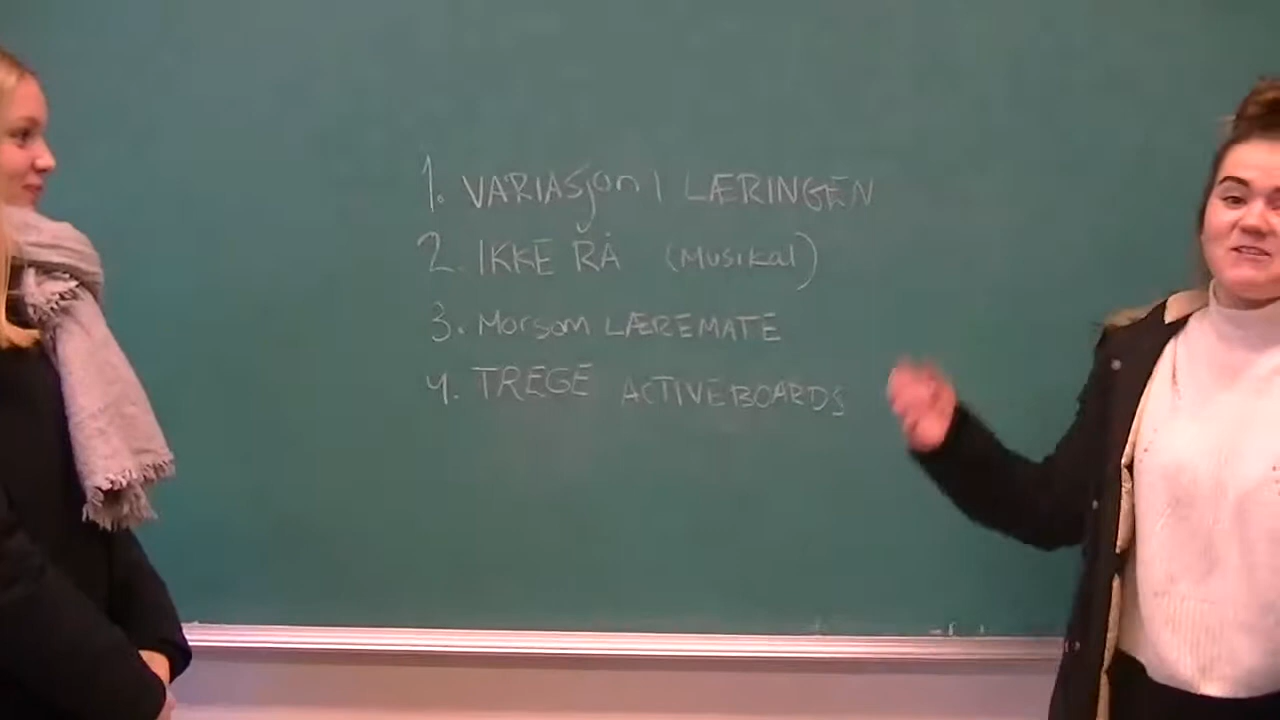 1. VARIASjon I LÆRINGEN
2. IKKE RÅ (Musikal)
3. Morsom LÆREMATE
4. TREGE ACTIVEBOARDS